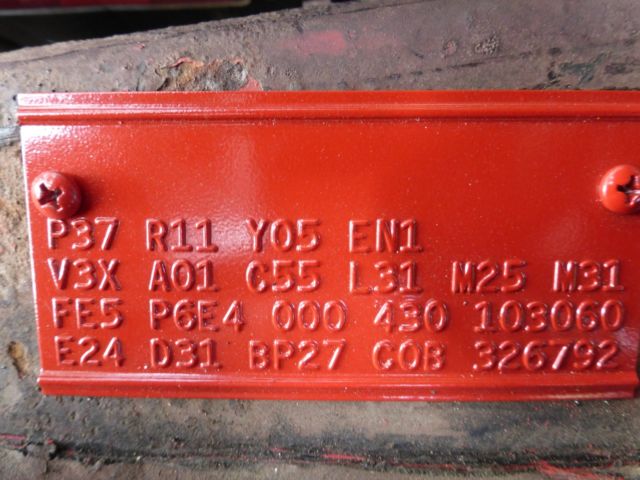 P37 R11 Y05 EN1
V3X A01 C55 L31 M25 M31
FE5 P6E4 000 430 103060
E24 D31 BP27 C0B 326792